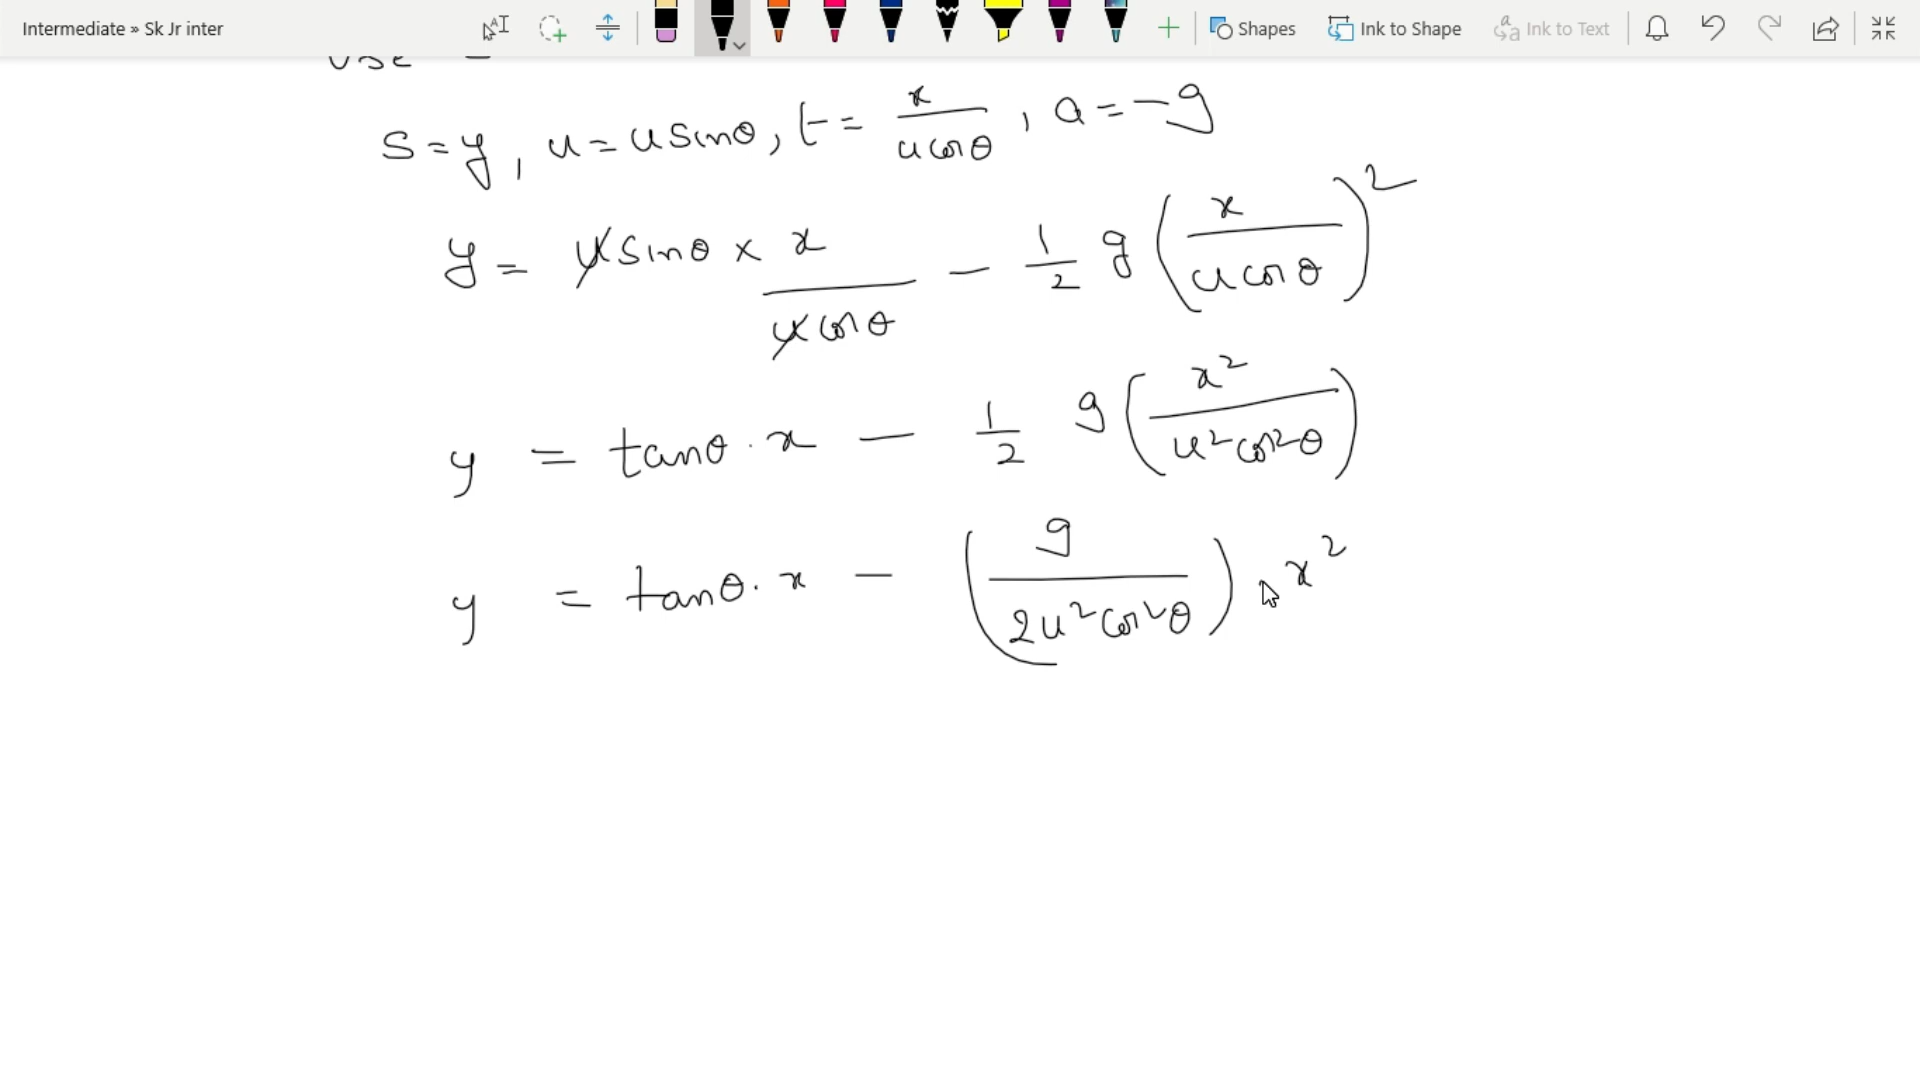 Intermediate » Sk Jr inter Shapes Ink to Shape Ink to Text
S = y, u = u sinθ, t = x / u cosθ, a = -g
y = u sinθ × x / u cosθ - 1/2 g (x / u cosθ)²
y = tanθ · x - 1/2 g (x² / u² cos²θ)
y = tanθ · x - (g / 2u² cos²θ) x²